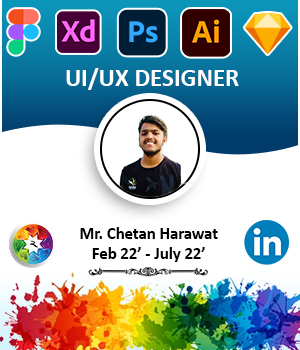 Xd Ps Ai
UI/UX DESIGNER
Mr. Chetan Harawat
in
Feb 22’ - July 22’